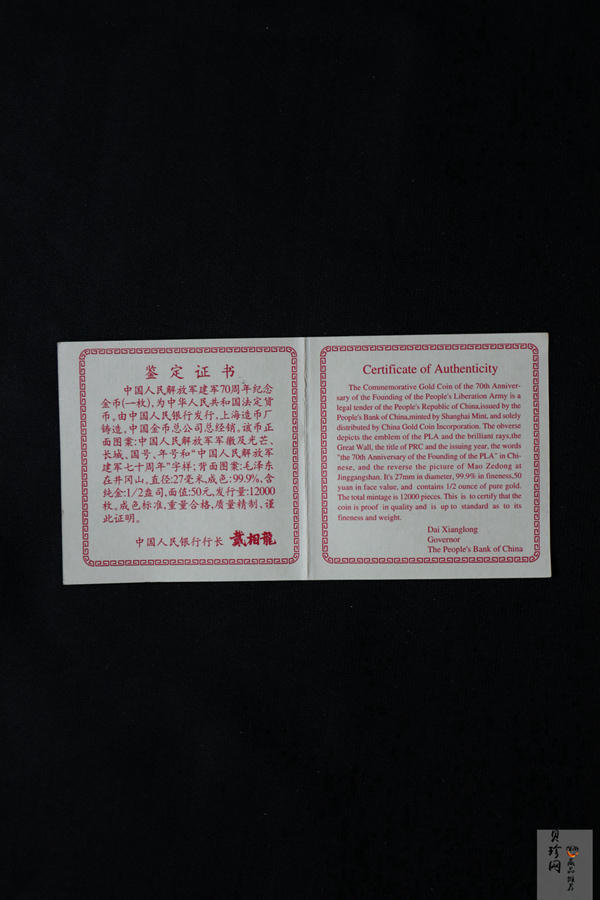 鉴定证书
中国人民解放军建军70周年纪念
金币(一枚),为中华人民共和国法定货
币。由中国人民银行发行,上海造币厂
铸造,中国金币总公司总经销,该币正
面图案:中国人民解放军军徽及光芒、
长城、国号、年号和“中国人民解放军
建军七十周年”字样;背面图案:毛泽东
在井冈山。直径:27毫米,成色:99.9%,含
纯金:1/2盎司,面值:50元,发行量:12000
枚。成色标准,重量合格,质量精制,谨
此证明。
中国人民银行行长 戴相龍
Certificate of Authenticity
The Commemorative Gold Coin of the 70th Anniver-
sary of the Founding of the People's Liberation Army is a
legal tender of the People's Republic of China,issued by the
People's Bank of China,minted by Shanghai Mint, and solely
distributed by China Gold Coin Incorporation. The obverse
depicts the emblem of the PLA and the brilliant rays,the
Great Wall, the title of PRC and the issuing year, the words
"the 70th Anniversary of the Founding of the PLA" in Chi-
nese, and the reverse the picture of Mao Zedong at
Jinggangshan. It's 27mm in diameter, 99.9% in fineness,50
yuan in face value, and contains 1/2 ounce of pure gold.
The total mintage is 12000 pieces. This is to certify that the
coin is proof in quality and is up to standard as to its
fineness and weight.
Dai Xianglong
Governor
The People's Bank of China
贝珍网